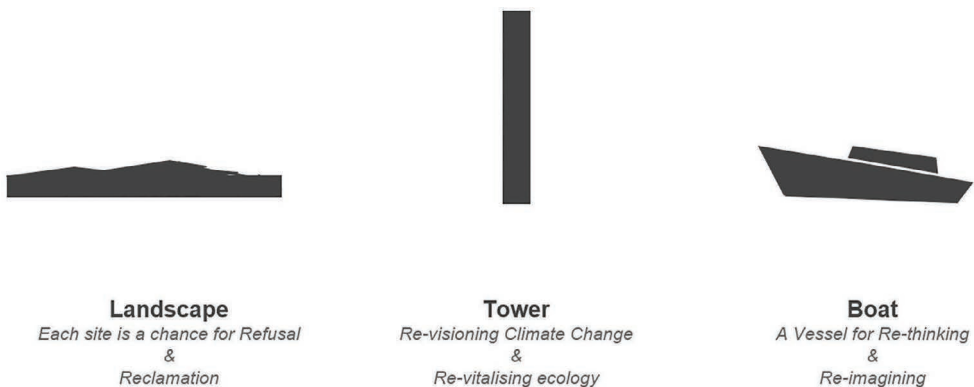 Landscape
Each site is a chance for Refusal
&
Reclamation
Tower
Re-visioning Climate Change
&
Re-vitalising ecology
Boat
A Vessel for Re-thinking
&
Re-imagining